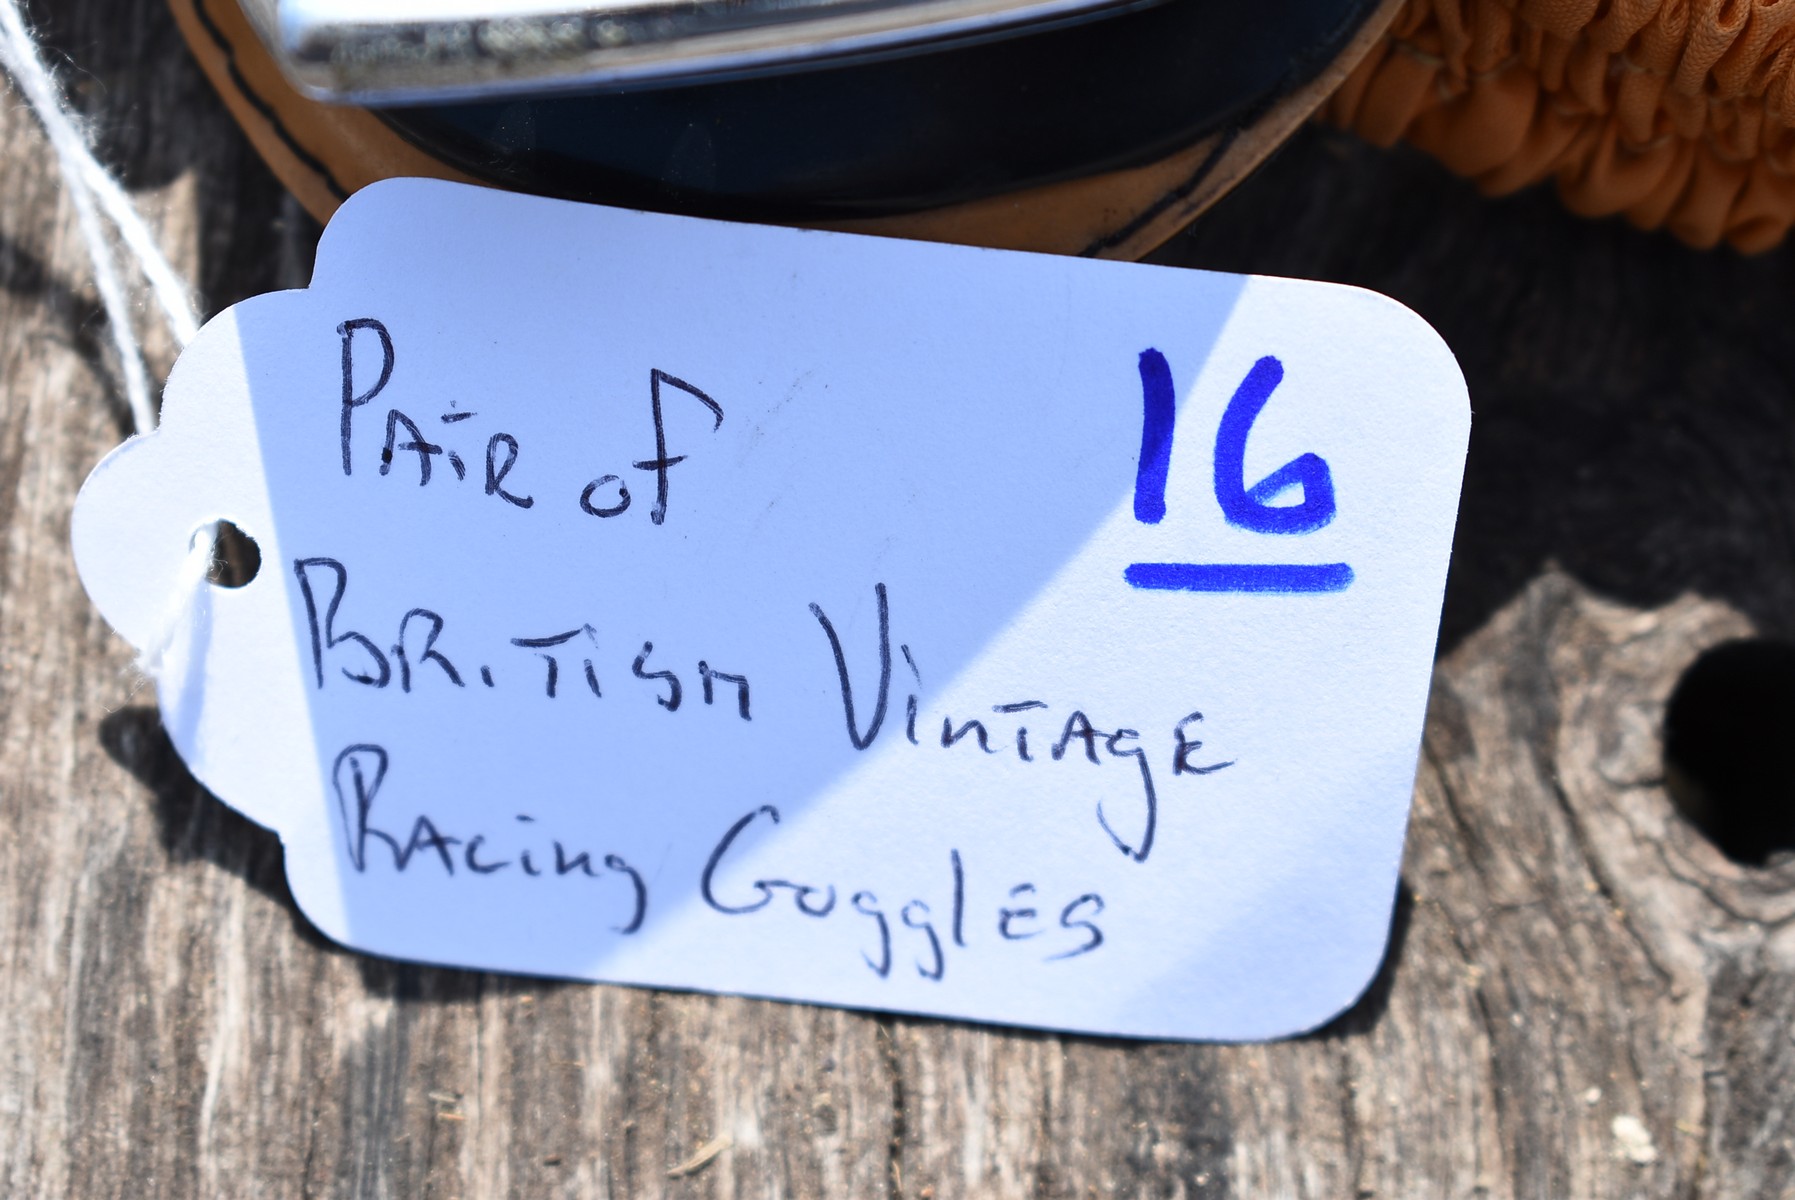 16
Pair of
British Vintage
Racing Goggles